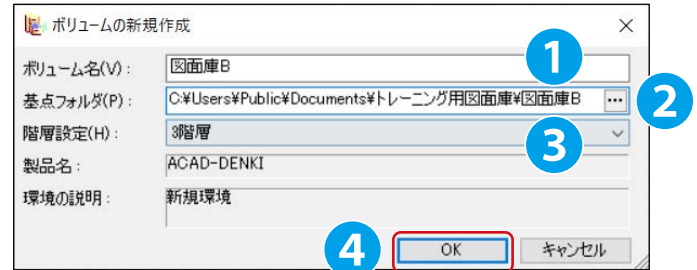 ボリュームの新規作成
ボリューム名(V): 図面庫B 1
基点フォルダ(P): C:¥Users¥Public¥Documents¥トレーニング用図面庫¥図面庫B ... 2
階層設定(H): 3階層 3
製品名: ACAD-DENKI
環境の説明: 新規環境
4 OK キャンセル